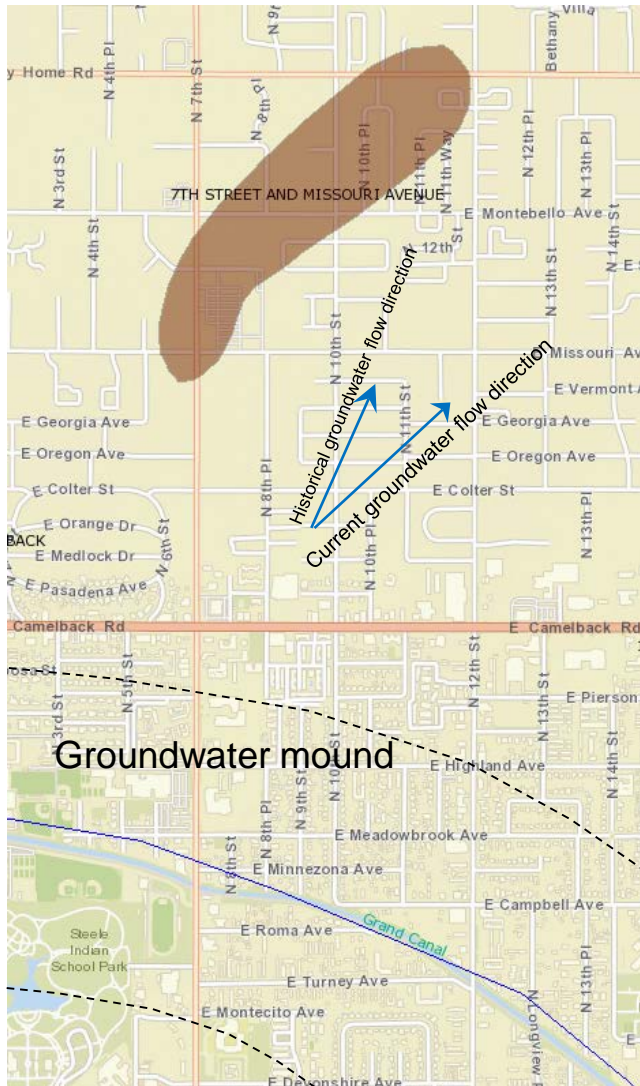 Bethany Villa
N 9th
y Home Rd
N 4th Pl
N 7th St
N 8th Pl
N 3rd St
N 10th Pl
N 11th Pl
N 11th Way
N 12th Pl
N 13th Pl
7TH STREET AND MISSOURI AVENUE
E Montebello Ave
N 4th St
N 12th St
N 13th St
N 14th St
E S
Historical groundwater flow direction
N 10th St
Missouri Av
E Vermont A
Current groundwater flow direction
N 11th St
E Georgia Ave
E Georgia Ave
E Oregon Ave
E Oregon Ave
E Colter St
N 8th Pl
E Colter St
E Orange Dr
BACK
N 6th St
E Medlock Dr
N 10th Pl
N 13th Pl
E Pasadena Ave
Camelback Rd
E Camelback Rd
osa St
N 3rd St
N 5th St
N 12th St
N 13th St
E Pierson
Groundwater mound
N 10th St
E Highland Ave
N 14th St
N 9th St
N 8th Pl
E Meadowbrook Ave
N 8th St
E Minnezona Ave
E Campbell Ave
Grand Canal
E Roma Ave
Steele
Indian
School Park
E Turney Ave
N 13th Pl
N Longview
E Montecito Ave
E
E Devonshire Ave